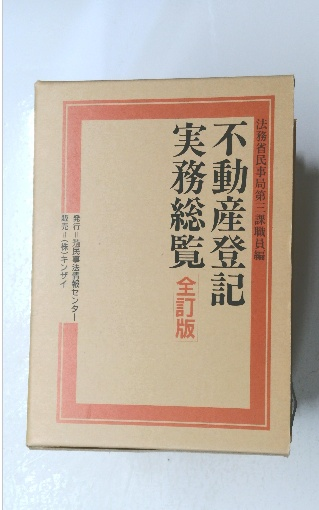 法務省民事局第三課職員編
不動産登記
実務総覧
全訂版
発行=㈶民事法情報センター
販売=(株)キンザイ